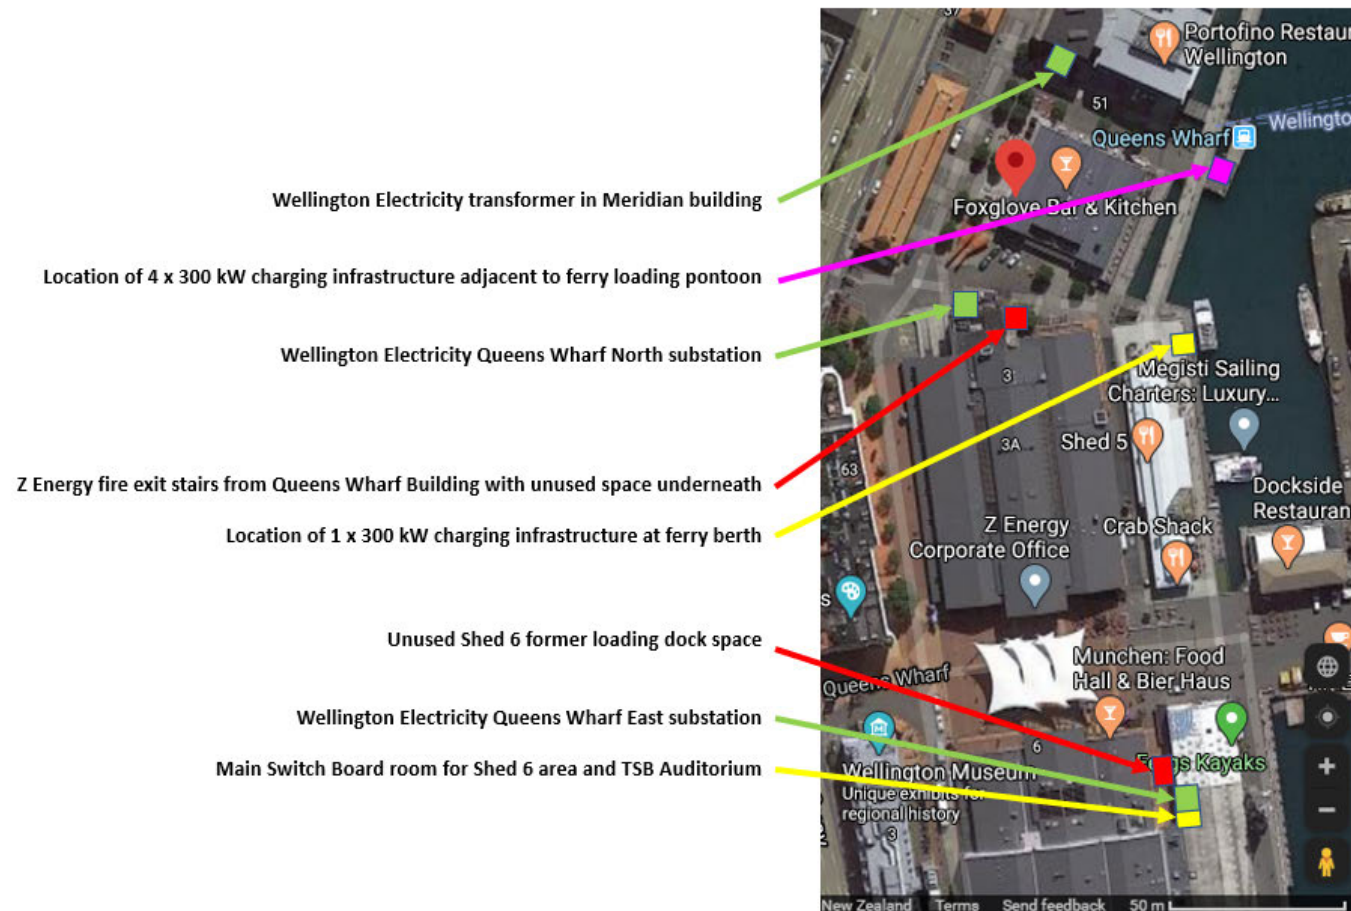 Wellington Electricity transformer in Meridian building
Location of 4 x 300 kW charging infrastructure adjacent to ferry loading pontoon
Wellington Electricity Queens Wharf North substation
Z Energy fire exit stairs from Queens Wharf Building with unused space underneath
Location of 1 x 300 kW charging infrastructure at ferry berth
Unused Shed 6 former loading dock space
Wellington Electricity Queens Wharf East substation
Main Switch Board room for Shed 6 area and TSB Auditorium
37
Portofino Restaur
Wellington
51
Queens Wharf
Wellingto
Foxglove Bar & Kitchen
3
Megisti Sailing
Charters: Luxury...
3A
Shed 5
63
Dockside
Restauran
Z Energy
Corporate Office
Crab Shack
s
Munchen: Food
Hall & Bier Haus
Queens Wharf
6
Wellington Museum
Unique exhibits for
regional history
3
Kayaks
New Zealand Terms Send feedback 50 m